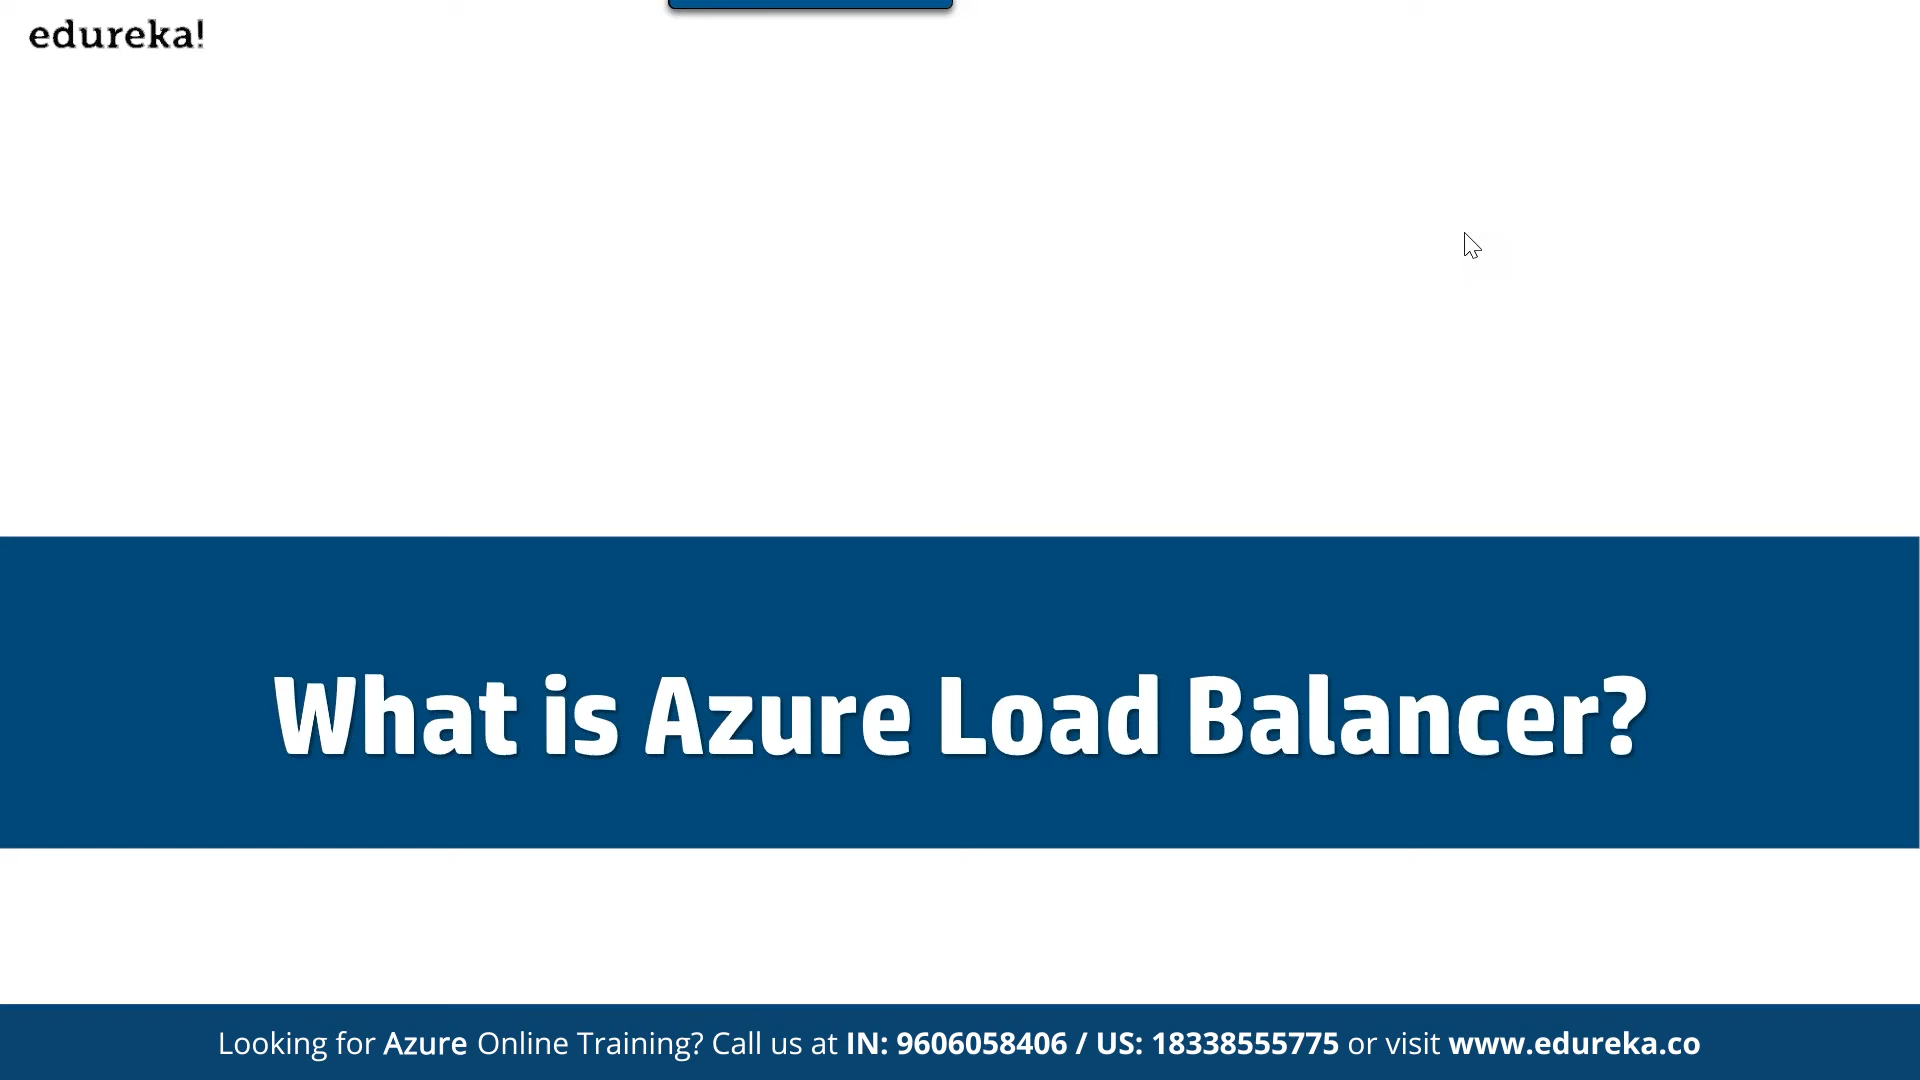 edureka!
What is Azure Load Balancer?
Looking for Azure Online Training? Call us at IN: 9606058406 / US: 18338555775 or visit www.edureka.co